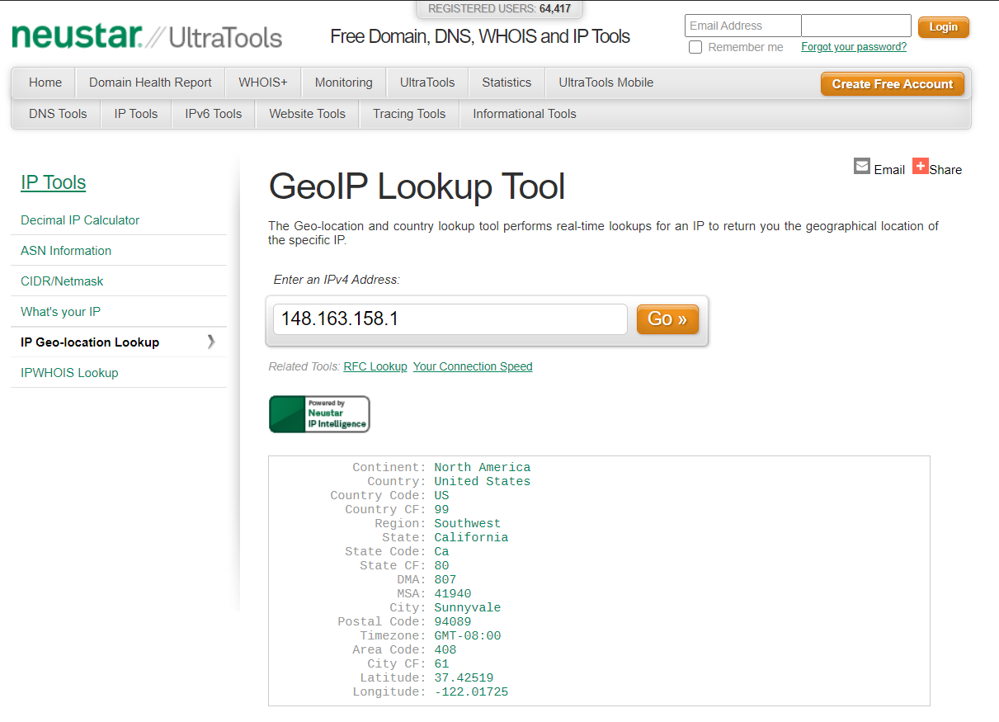 REGISTERED USERS: 64,417
neustar. // UltraTools
Free Domain, DNS, WHOIS and IP Tools
Email Address
Login
Remember me
Forgot your password?
Home
Domain Health Report
WHOIS+
Monitoring
UltraTools
Statistics
UltraTools Mobile
Create Free Account
DNS Tools
IP Tools
IPv6 Tools
Website Tools
Tracing Tools
Informational Tools
Email
Share
IP Tools
Decimal IP Calculator
ASN Information
CIDR/Netmask
What's your IP
IP Geo-location Lookup
IPWHOIS Lookup
GeoIP Lookup Tool
The Geo-location and country lookup tool performs real-time lookups for an IP to return you the geographical location of
the specific IP.
Enter an IPv4 Address:
148.163.158.1
Go »
Related Tools: RFC Lookup Your Connection Speed
Powered by
Neustar
IP Intelligence
Continent: North America
Country: United States
Country Code: US
Country CF: 99
Region: Southwest
State: California
State Code: Ca
State CF: 80
DMA: 807
MSA: 41940
City: Sunnyvale
Postal Code: 94089
Timezone: GMT-08:00
Area Code: 408
City CF: 61
Latitude: 37.42519
Longitude: -122.01725